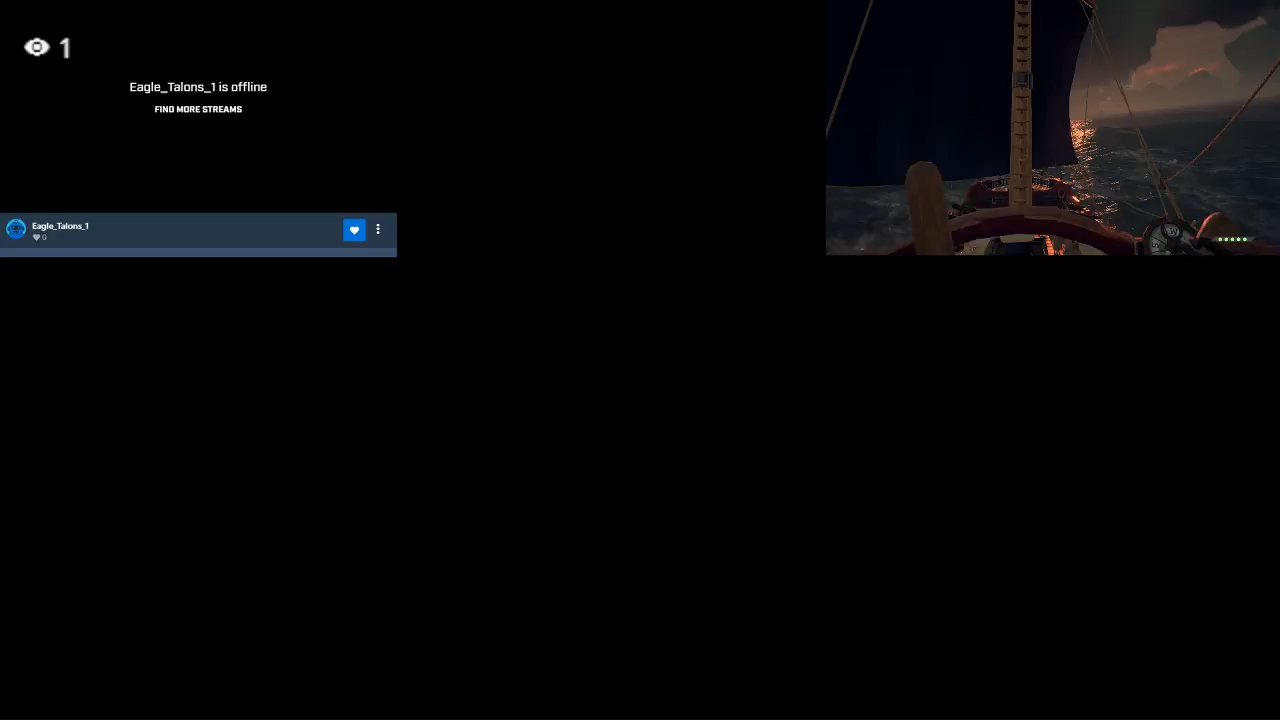 1
Eagle_Talons_1 is offline
FIND MORE STREAMS
Eagle_Talons_1
0